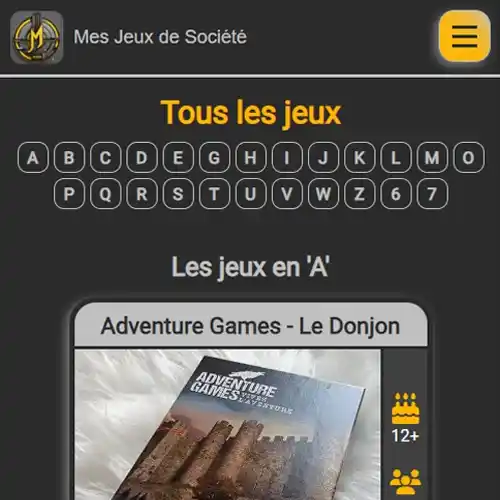 M
Mes Jeux de Société
Tous les jeux
A B C D E G H I J K L M O
P Q R S T U V W Z 6 7
Les jeux en 'A'
Adventure Games - Le Donjon
ADVENTURE
GAMES VIVEZ
L'AVENTURE
12+